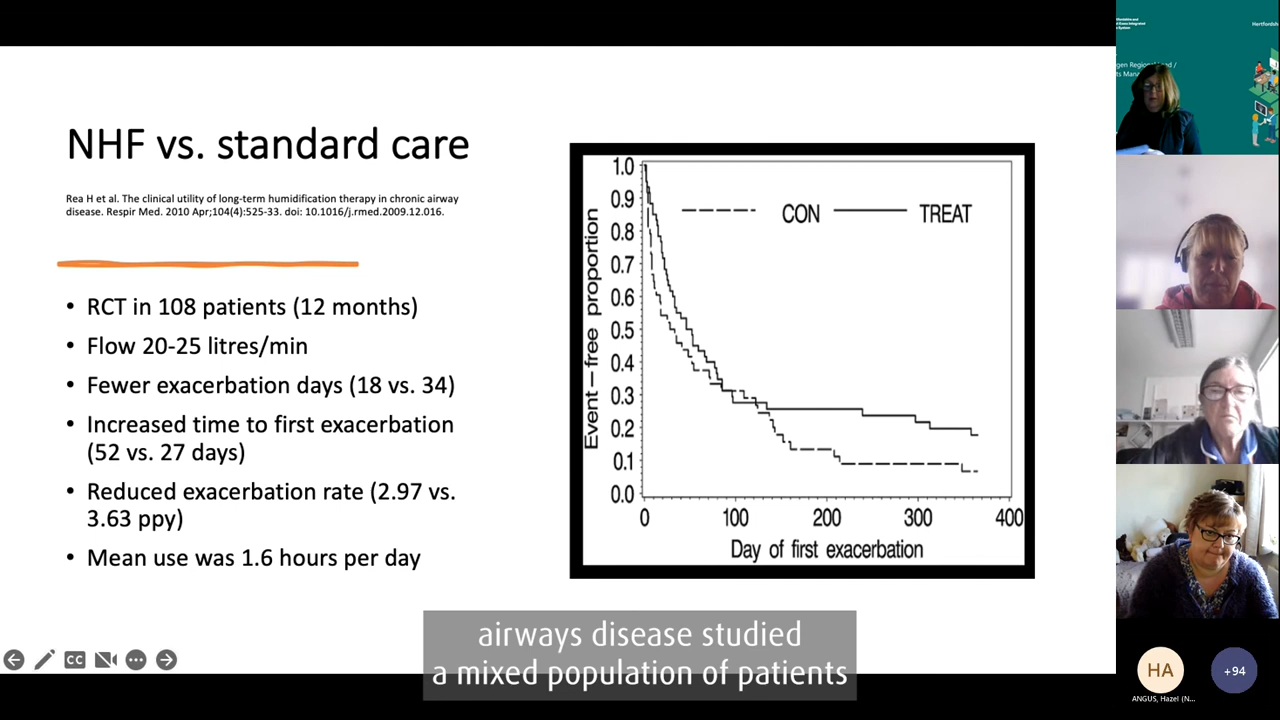 NHF vs. standard care
Rea H et al. The clinical utility of long-term humidification therapy in chronic airway
disease. Respir Med. 2010 Apr;104(4):525-33. doi: 10.1016/j.rmed.2009.12.016.
• RCT in 108 patients (12 months)
• Flow 20-25 litres/min
• Fewer exacerbation days (18 vs. 34)
• Increased time to first exacerbation
(52 vs. 27 days)
• Reduced exacerbation rate (2.97 vs.
3.63 ppy)
• Mean use was 1.6 hours per day
CON TREAT
Event-free proportion
1.0
0.9
0.8
0.7
0.6
0.5
0.4
0.3
0.2
0.1
0.0
0 100 200 300 400
Day of first exacerbation
airways disease studied
a mixed population of patients
CC
System
HA
+94
ANGUS, Hazel (N...